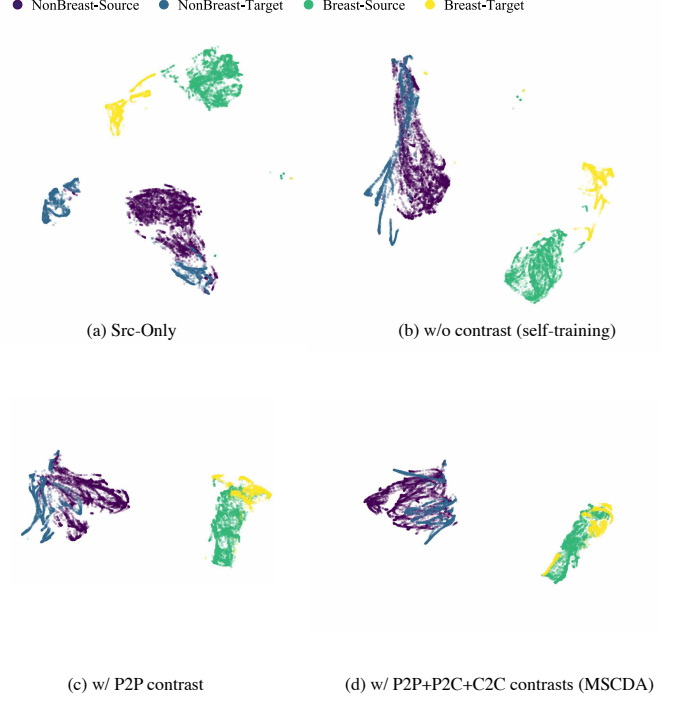 NonBreast-Source NonBreast-Target Breast-Source Breast-Target
(a) Src-Only
(b) w/o contrast (self-training)
(c) w/ P2P contrast
(d) w/ P2P+P2C+C2C contrasts (MSCDA)